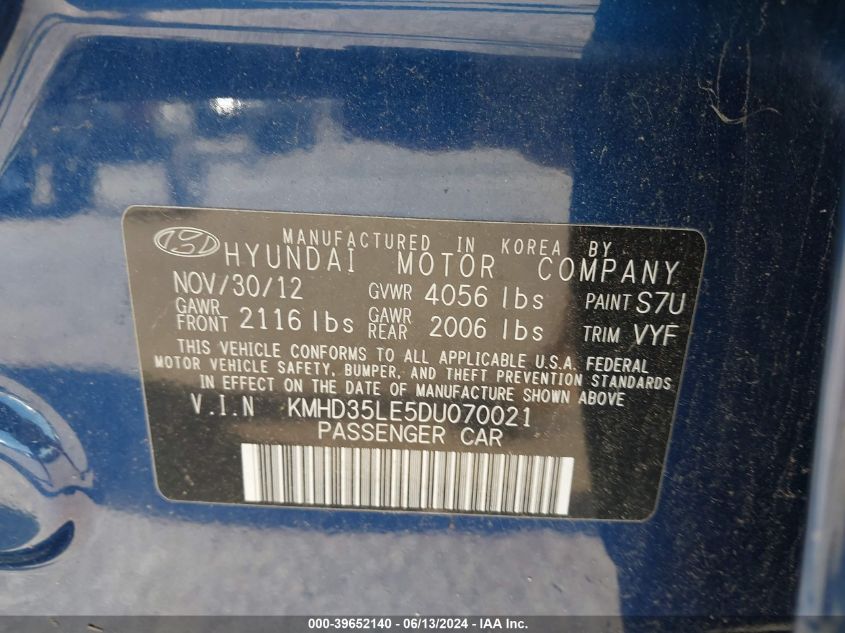 MANUFACTURED IN KOREA BY
HYUNDAI MOTOR COMPANY
NOV/30/12 GVWR 4056 lbs PAINT S7U
GAWR FRONT 2116 lbs GAWR REAR 2006 lbs TRIM VYF
THIS VEHICLE CONFORMS TO ALL APPLICABLE U.S.A. FEDERAL
MOTOR VEHICLE SAFETY, BUMPER, AND THEFT PREVENTION STANDARDS
IN EFFECT ON THE DATE OF MANUFACTURE SHOWN ABOVE
V.I.N KMHD35LE5DU070021
PASSENGER CAR
000-39652140 - 06/13/2024 - IAA Inc.